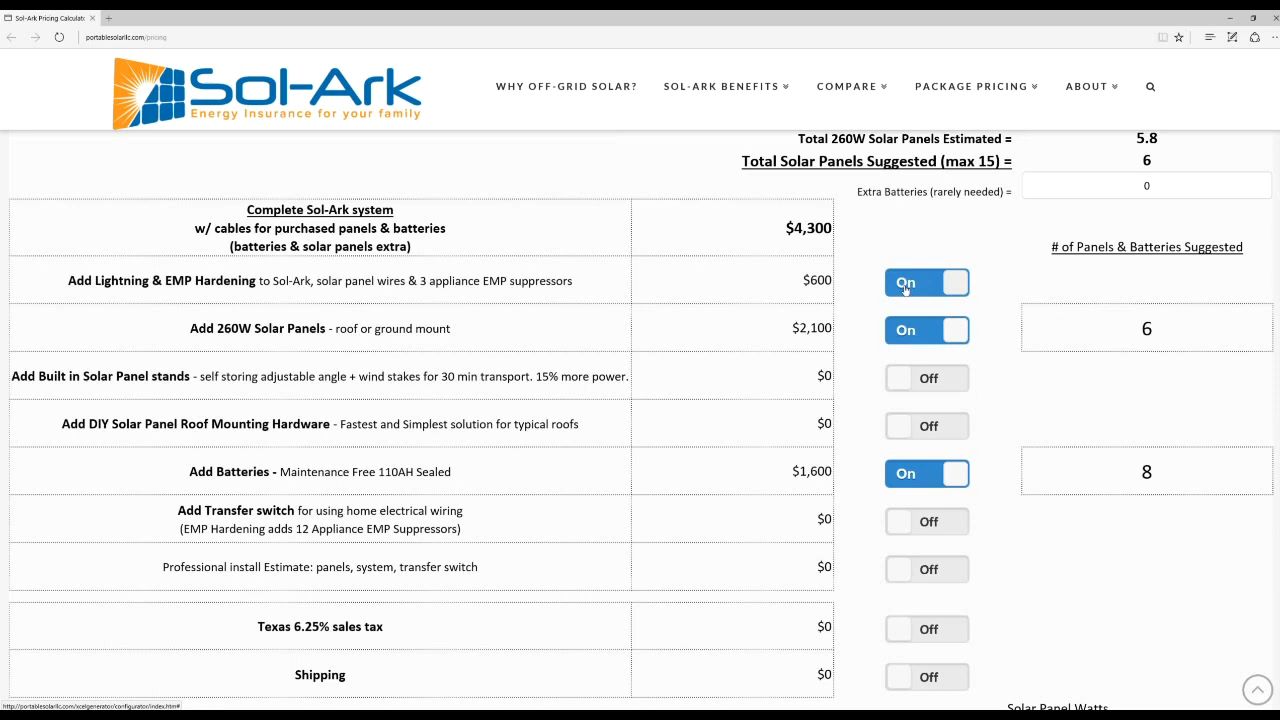 Sol-Ark Pricing Calculat
portablesolarllc.com/pricing
Sol-Ark
Energy Insurance for your family
WHY OFF-GRID SOLAR? SOL-ARK BENEFITS COMPARE PACKAGE PRICING ABOUT
Total 260W Solar Panels Estimated = 5.8
Total Solar Panels Suggested (max 15) = 6
Extra Batteries (rarely needed) = 0
Complete Sol-Ark system
w/ cables for purchased panels & batteries $4,300
(batteries & solar panels extra) # of Panels & Batteries Suggested
Add Lightning & EMP Hardening to Sol-Ark, solar panel wires & 3 appliance EMP suppressors $600 On
Add 260W Solar Panels - roof or ground mount $2,100 On 6
Add Built in Solar Panel stands - self storing adjustable angle + wind stakes for 30 min transport. 15% more power. $0 Off
Add DIY Solar Panel Roof Mounting Hardware - Fastest and Simplest solution for typical roofs $0 Off
Add Batteries - Maintenance Free 110AH Sealed $1,600 On 8
Add Transfer switch for using home electrical wiring $0 Off
(EMP Hardening adds 12 Appliance EMP Suppressors)
Professional install Estimate: panels, system, transfer switch $0 Off
Texas 6.25% sales tax $0 Off
Shipping $0 Off
http://portablesolarllc.com/xcelgenerator/configurator/index.htm# Solar Panel Watts